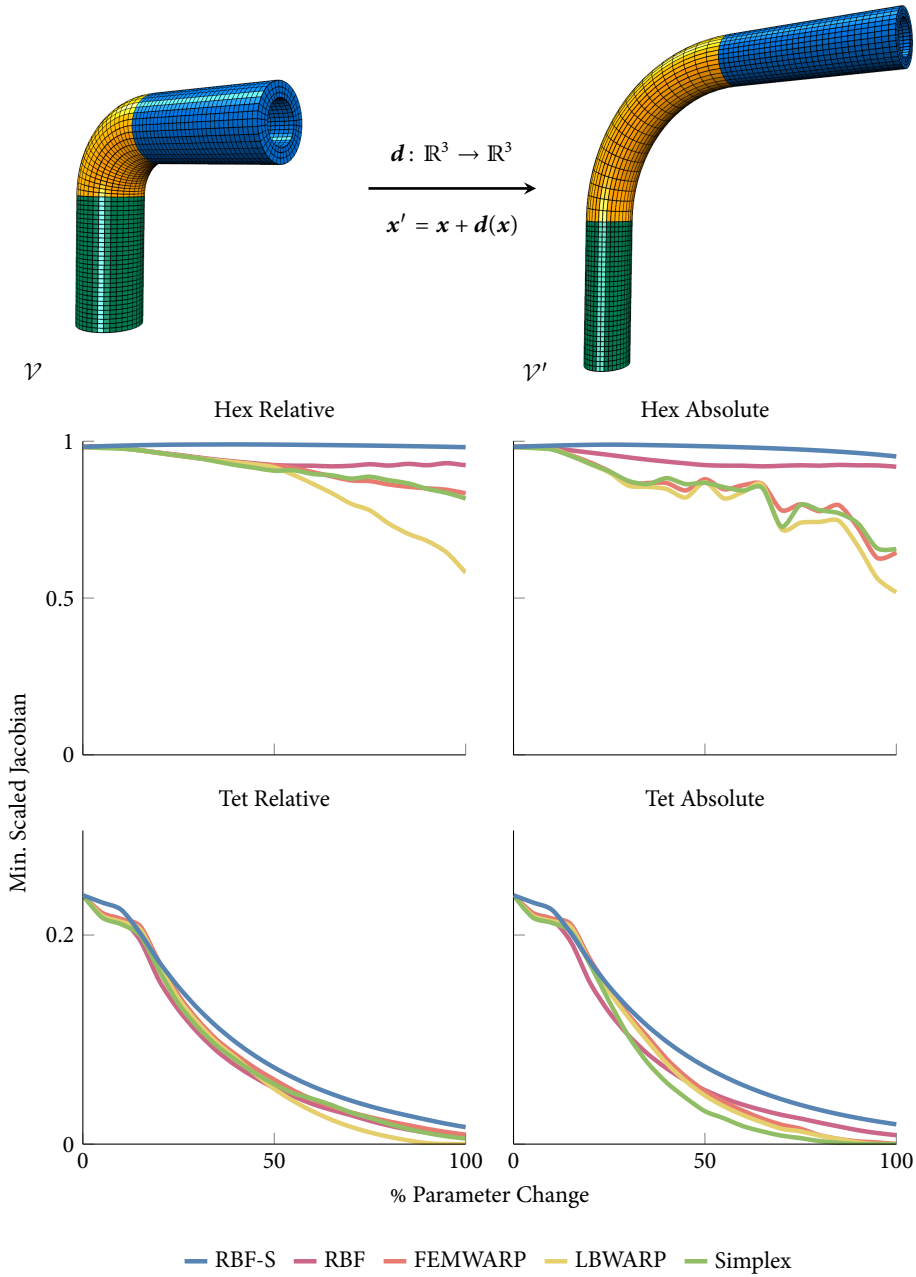 d: ℝ³ → ℝ³
x′ = x + d(x)
𝒱
𝒱′
Hex Relative
Hex Absolute
1
0.5
0
Min. Scaled Jacobian
Tet Relative
Tet Absolute
0.2
0
0
50
100
0
50
100
% Parameter Change
RBF-S
RBF
FEMWARP
LBWARP
Simplex